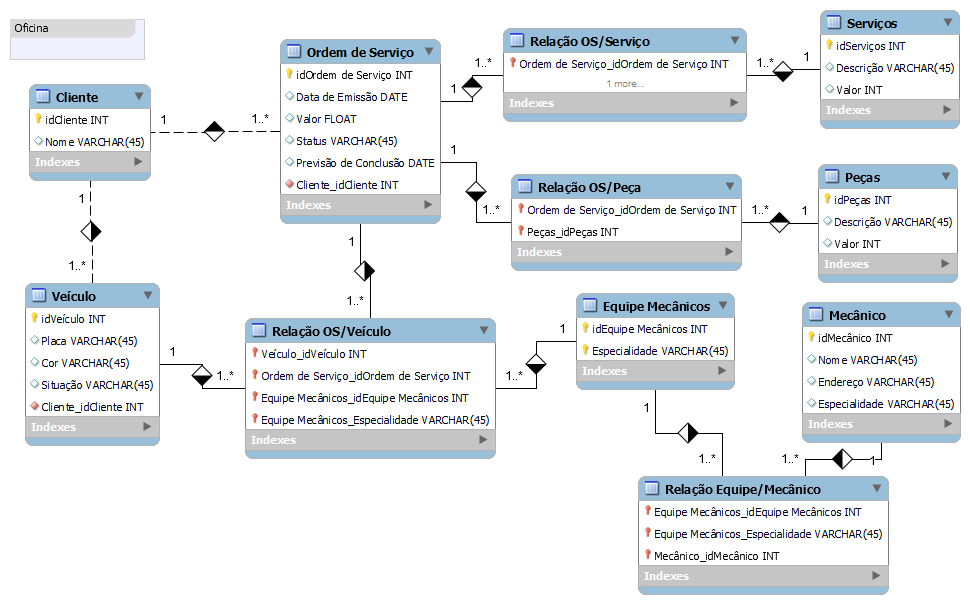 Oficina
Cliente
idCliente INT
Nome VARCHAR(45)
Indexes
1
1..*
Ordem de Serviço
idOrdem de Serviço INT
Data de Emissão DATE
Valor FLOAT
Status VARCHAR(45)
Previsão de Conclusão DATE
Cliente_idCliente INT
Indexes
1
1..*
Relação OS/Serviço
Ordem de Serviço_idOrdem de Serviço INT
1 more...
Indexes
1..*
1
Serviços
idServiços INT
Descrição VARCHAR(45)
Valor INT
Indexes
1
1..*
Relação OS/Peça
Ordem de Serviço_idOrdem de Serviço INT
Peças_idPeças INT
Indexes
1..*
1
Peças
idPeças INT
Descrição VARCHAR(45)
Valor INT
Indexes
1
1..*
Veículo
idVeículo INT
Placa VARCHAR(45)
Cor VARCHAR(45)
Situação VARCHAR(45)
Cliente_idCliente INT
Indexes
1
1..*
1
1..*
Relação OS/Veículo
Veículo_idVeículo INT
Ordem de Serviço_idOrdem de Serviço INT
Equipe Mecânicos_idEquipe Mecânicos INT
Equipe Mecânicos_Especialidade VARCHAR(45)
Indexes
1..*
1
Equipe Mecânicos
idEquipe Mecânicos INT
Especialidade VARCHAR(45)
Indexes
Mecânico
idMecânico INT
Nome VARCHAR(45)
Endereço VARCHAR(45)
Especialidade VARCHAR(45)
Indexes
1
1..*
1..*
1
Relação Equipe/Mecânico
Equipe Mecânicos_idEquipe Mecânicos INT
Equipe Mecânicos_Especialidade VARCHAR(45)
Mecânico_idMecânico INT
Indexes